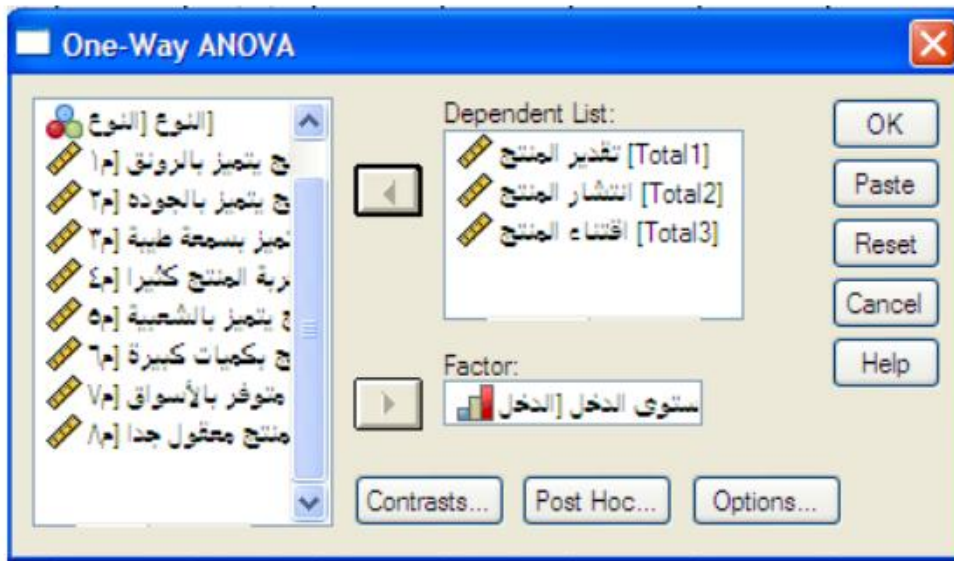 One-Way ANOVA
النوع [النوع]
ج يتميز بالرونق [م١
ج يتميز بالجوده [م٢
تميز بسمعة طيبة [م٣
ربة المنتج كثيرا [م٤
ج يتميز بالشعبية [م٥
ج بكميات كبيرة [م٦
متوفر بالأسواق [م٧
منتج معقول جدا [م٨
Dependent List:
تقدير المنتج [Total1]
انتشار المنتج [Total2]
اقتناء المنتج [Total3]
Factor:
ستوى الدخل [الدخل
OK
Paste
Reset
Cancel
Help
Contrasts...
Post Hoc...
Options...